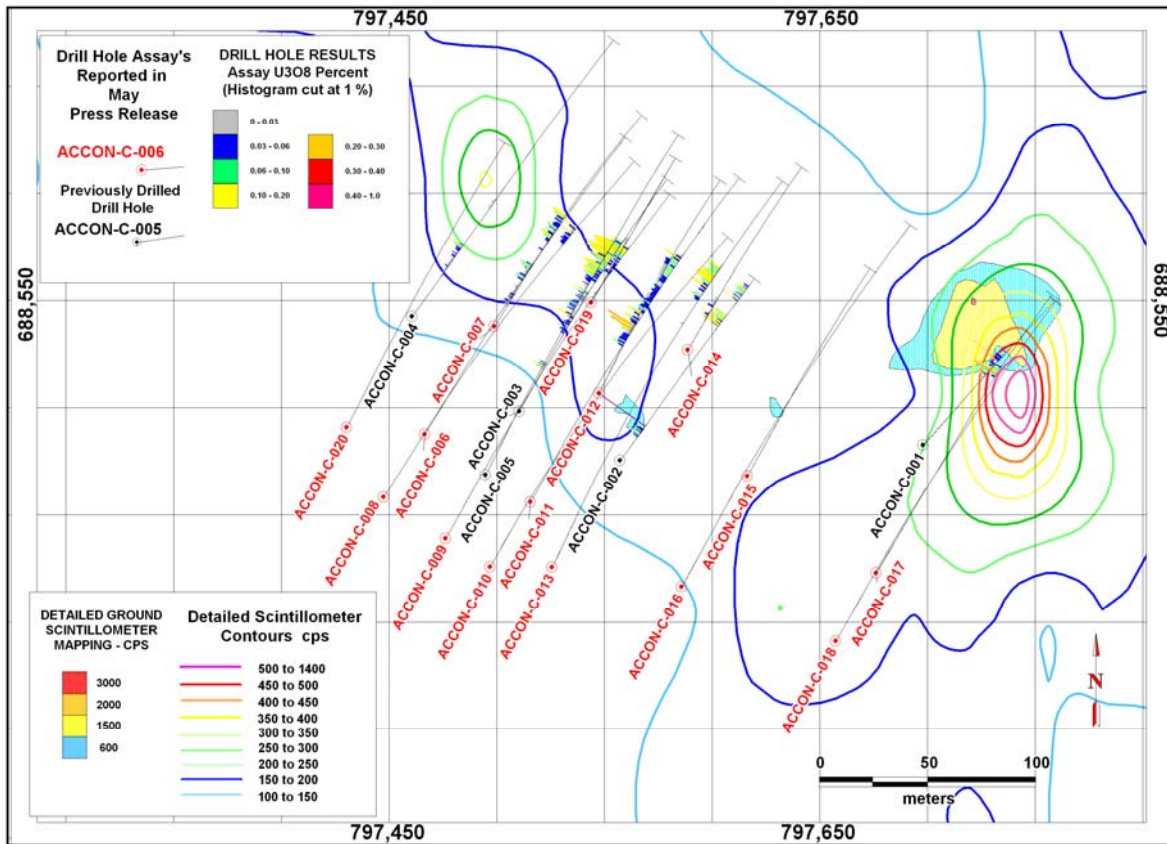 797,450
797,650
Drill Hole Assay's
Reported in
May
Press Release
ACCON-C-006
Previously Drilled
Drill Hole
ACCON-C-005
DRILL HOLE RESULTS
Assay U3O8 Percent
(Histogram cut at 1 %)
0 - 0.03
0.03 - 0.06
0.06 - 0.10
0.10 - 0.20
0.20 - 0.30
0.30 - 0.40
0.40 - 1.0
688,550
688,550
ACCON-C-004
ACCON-C-007
ACCON-C-019
ACCON-C-003
ACCON-C-014
ACCON-C-012
ACCON-C-020
ACCON-C-006
ACCON-C-005
ACCON-C-002
ACCON-C-001
ACCON-C-008
ACCON-C-011
ACCON-C-015
ACCON-C-009
ACCON-C-010
ACCON-C-013
ACCON-C-016
ACCON-C-017
ACCON-C-018
DETAILED GROUND
SCINTILLOMETER
MAPPING - CPS
3000
2000
1500
600
Detailed Scintillometer
Contours cps
500 to 1400
450 to 500
400 to 450
350 to 400
300 to 350
250 to 300
200 to 250
150 to 200
100 to 150
N
0
50
100
meters
797,450
797,650